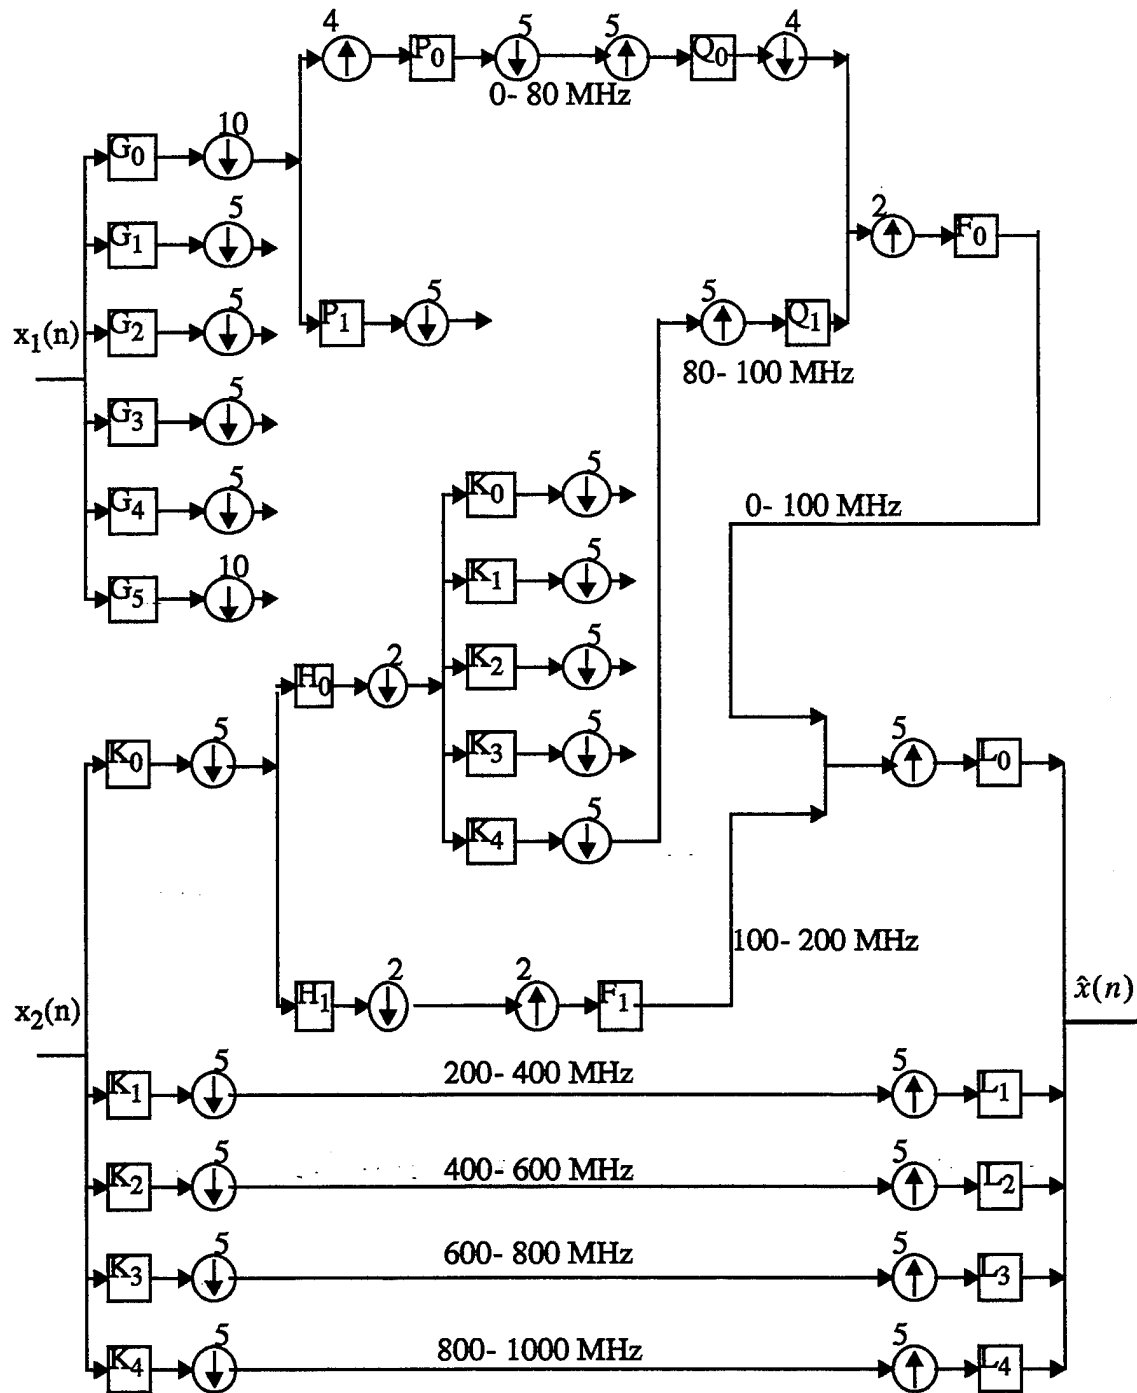 4
P0
5
5
Q0
4
0- 80 MHz
G0
10
G1
5
2
F0
x1(n)
G2
5
P1
5
5
Q1
80- 100 MHz
G3
5
G4
5
K0
5
0- 100 MHz
G5
10
K1
5
K2
5
H0
2
K3
5
K0
5
5
L0
K4
5
100- 200 MHz
x2(n)
H1
2
2
F1
x̂(n)
K1
5
200- 400 MHz
5
L1
K2
5
400- 600 MHz
5
L2
K3
5
600- 800 MHz
5
L3
K4
5
800- 1000 MHz
5
L4